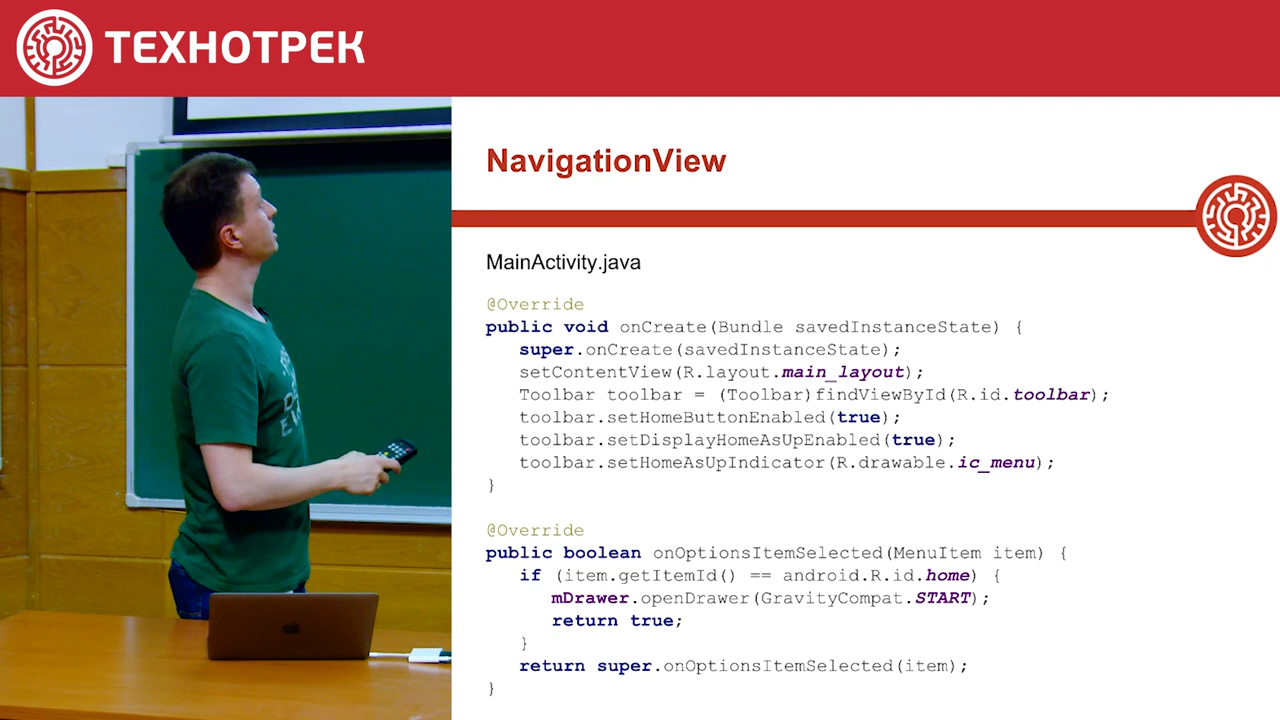 ТЕХНОТРЕК
NavigationView
MainActivity.java
@Override
public void onCreate(Bundle savedInstanceState) {
super.onCreate(savedInstanceState);
setContentView(R.layout.main_layout);
Toolbar toolbar = (Toolbar)findViewById(R.id.toolbar);
toolbar.setHomeButtonEnabled(true);
toolbar.setDisplayHomeAsUpEnabled(true);
toolbar.setHomeAsUpIndicator(R.drawable.ic_menu);
}
@Override
public boolean onOptionsItemSelected(MenuItem item) {
if (item.getItemId() == android.R.id.home) {
mDrawer.openDrawer(GravityCompat.START);
return true;
}
return super.onOptionsItemSelected(item);
}